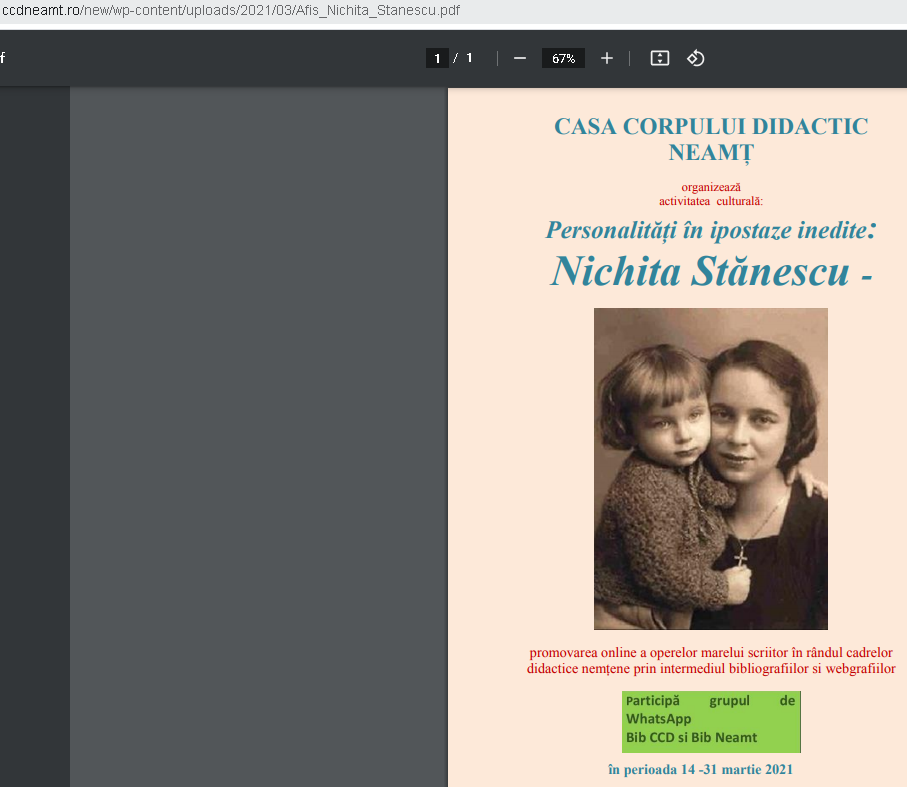 ccdneamt.ro/new/wp-content/uploads/2021/03/Afis_Nichita_Stanescu.pdf
f
1 / 1
67%
CASA CORPULUI DIDACTIC
NEAMȚ
organizează
activitatea culturală:
Personalități în ipostaze inedite:
Nichita Stănescu -
promovarea online a operelor marelui scriitor în rândul cadrelor
didactice nemțene prin intermediul bibliografiilor si webgrafiilor
Participă grupul de
WhatsApp
Bib CCD si Bib Neamt
în perioada 14 -31 martie 2021